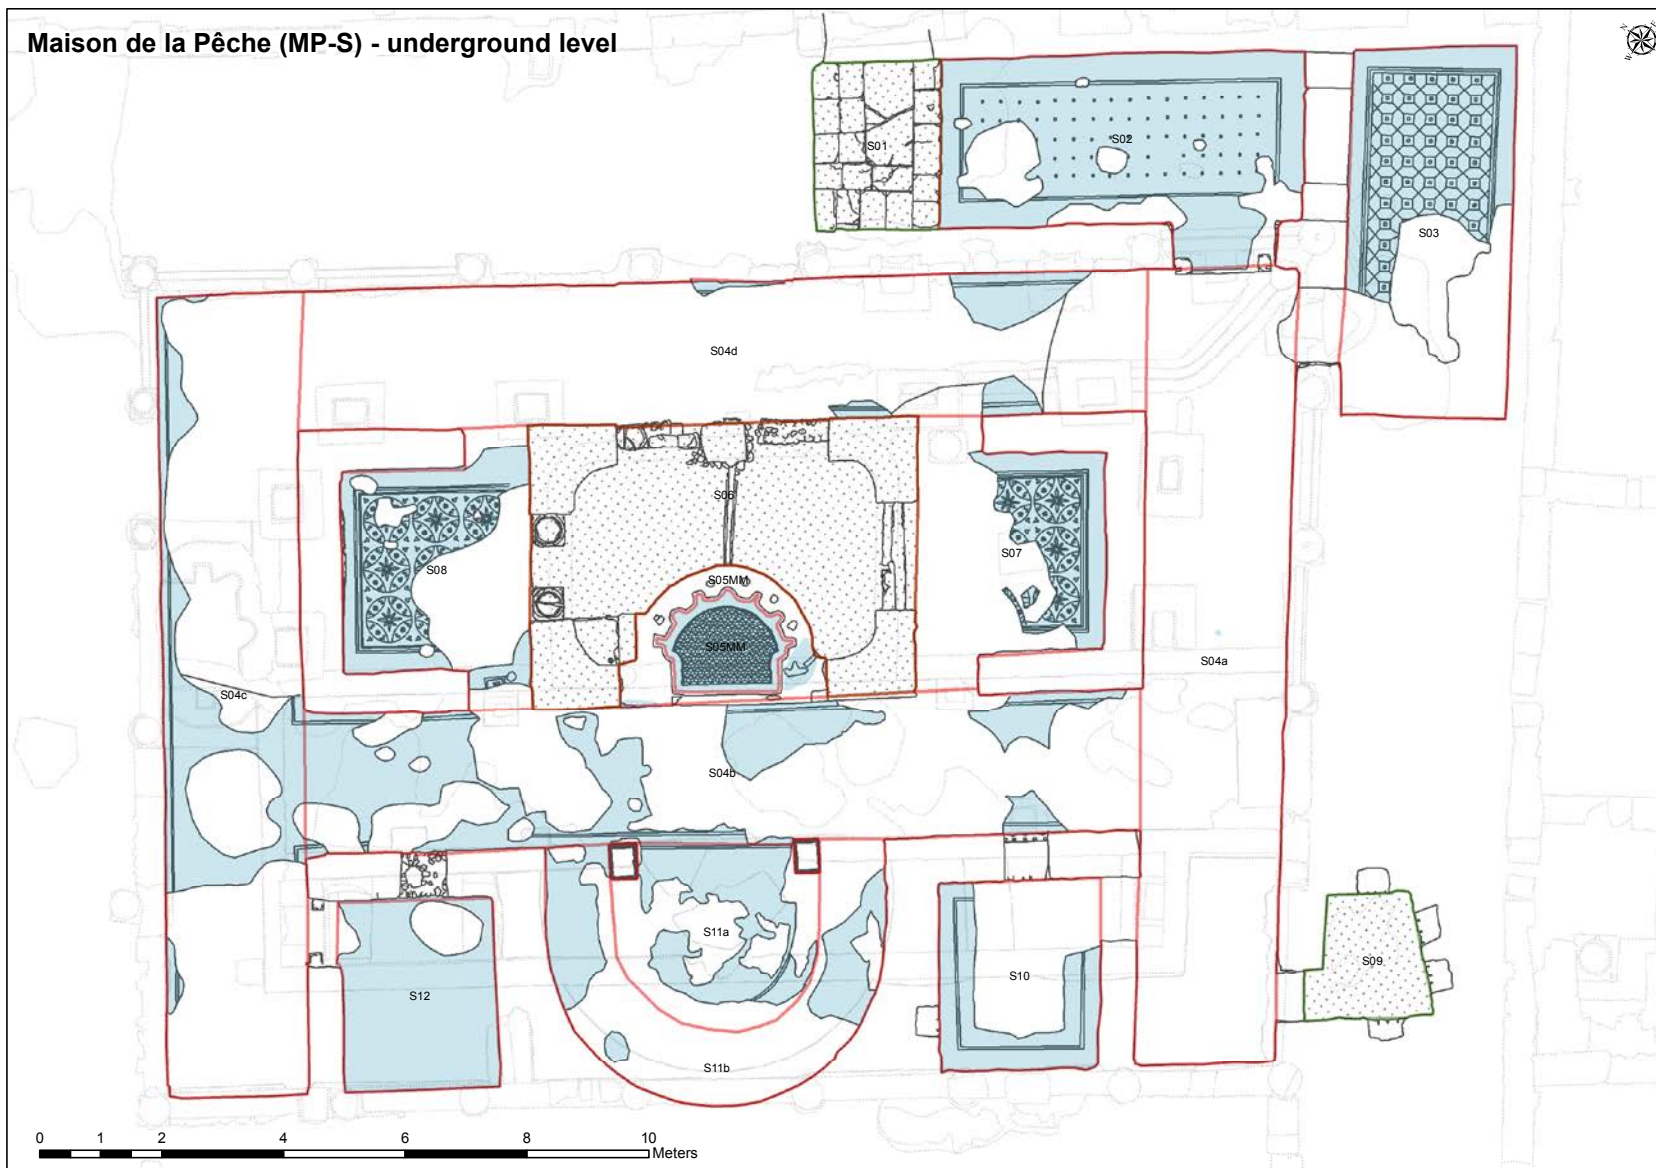 Maison de la Pêche (MP-S) - underground level
N
E
W
S
S01
S02
S03
S04d
S06
S05MM
S07
S08
S05MM
S04a
S04c
S04b
S11a
S09
S10
S12
S11b
0 1 2 4 6 8 10
Meters